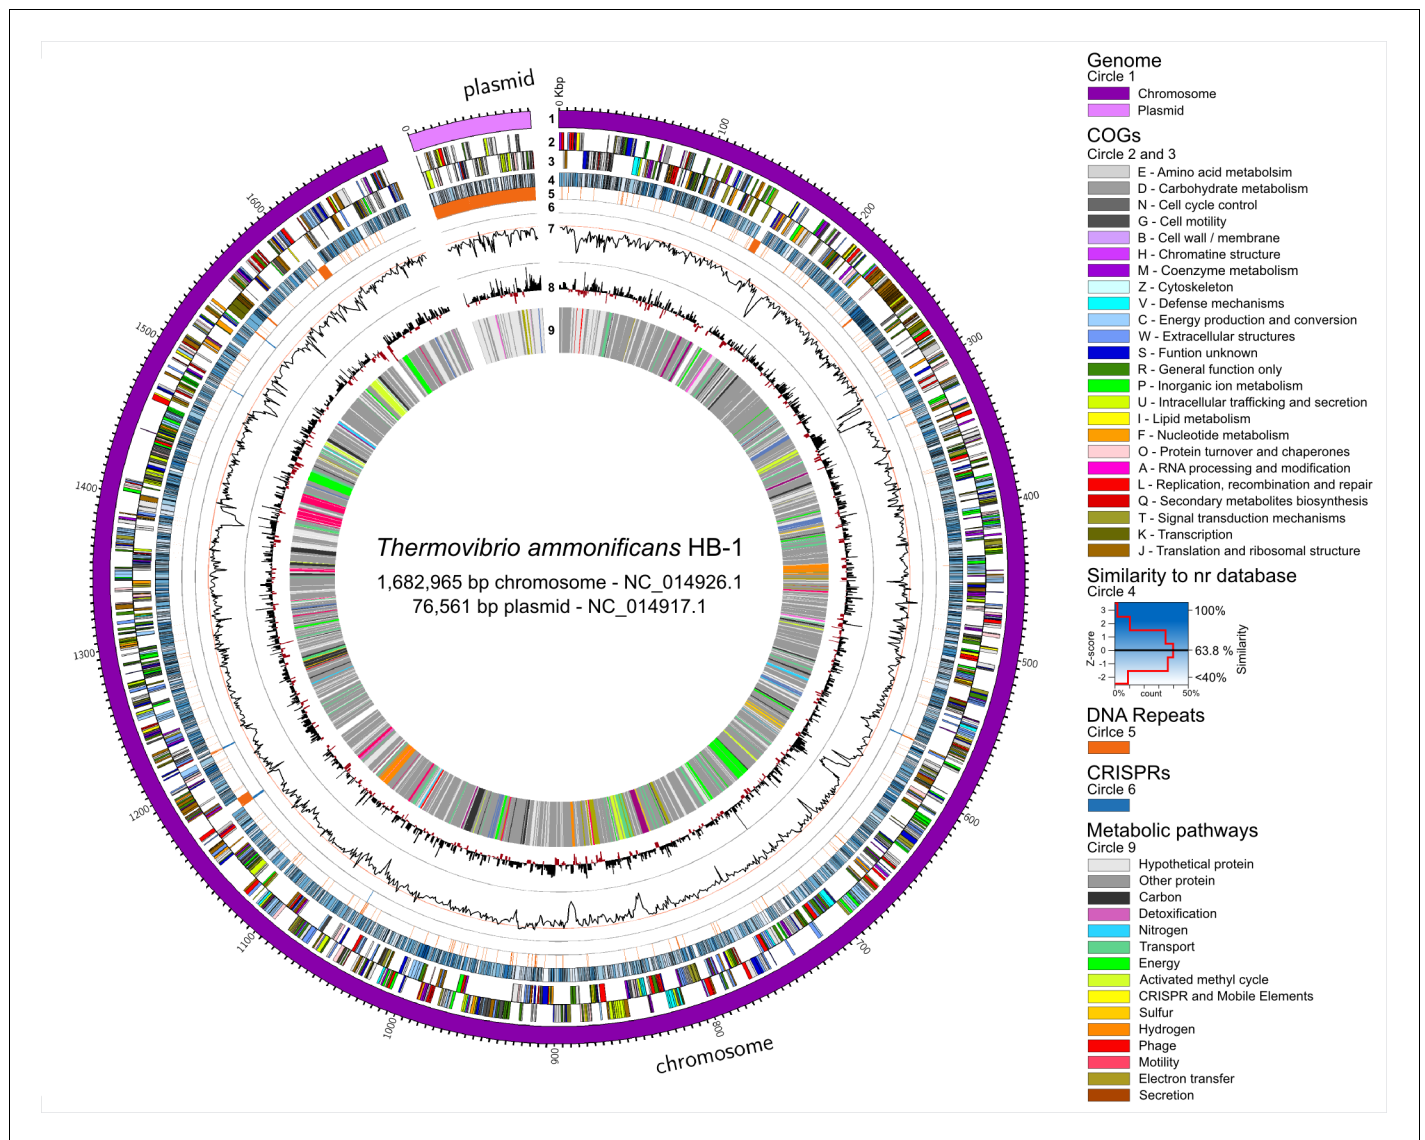 plasmid
0
0 Kbp
100
200
300
400
500
600
700
800
900
1000
1100
1200
1300
1400
1500
1600
1
2
3
4
5
6
7
8
9
Thermovibrio ammonificans HB-1
1,682,965 bp chromosome - NC_014926.1
76,561 bp plasmid - NC_014917.1
chromosome
Genome
Circle 1
Chromosome
Plasmid
COGs
Circle 2 and 3
E - Amino acid metabolsim
D - Carbohydrate metabolism
N - Cell cycle control
G - Cell motility
B - Cell wall / membrane
H - Chromatine structure
M - Coenzyme metabolism
Z - Cytoskeleton
V - Defense mechanisms
C - Energy production and conversion
W - Extracellular structures
S - Funtion unknown
R - General function only
P - Inorganic ion metabolism
U - Intracellular trafficking and secretion
I - Lipid metabolism
F - Nucleotide metabolism
O - Protein turnover and chaperones
A - RNA processing and modification
L - Replication, recombination and repair
Q - Secondary metabolites biosynthesis
T - Signal transduction mechanisms
K - Transcription
J - Translation and ribosomal structure
Similarity to nr database
Circle 4
3
2
1
0
-1
-2
Z-score
100%
63.8 %
<40%
Similarity
0% count 50%
DNA Repeats
Cirlce 5
CRISPRs
Circle 6
Metabolic pathways
Circle 9
Hypothetical protein
Other protein
Carbon
Detoxification
Nitrogen
Transport
Energy
Activated methyl cycle
CRISPR and Mobile Elements
Sulfur
Hydrogen
Phage
Motility
Electron transfer
Secretion